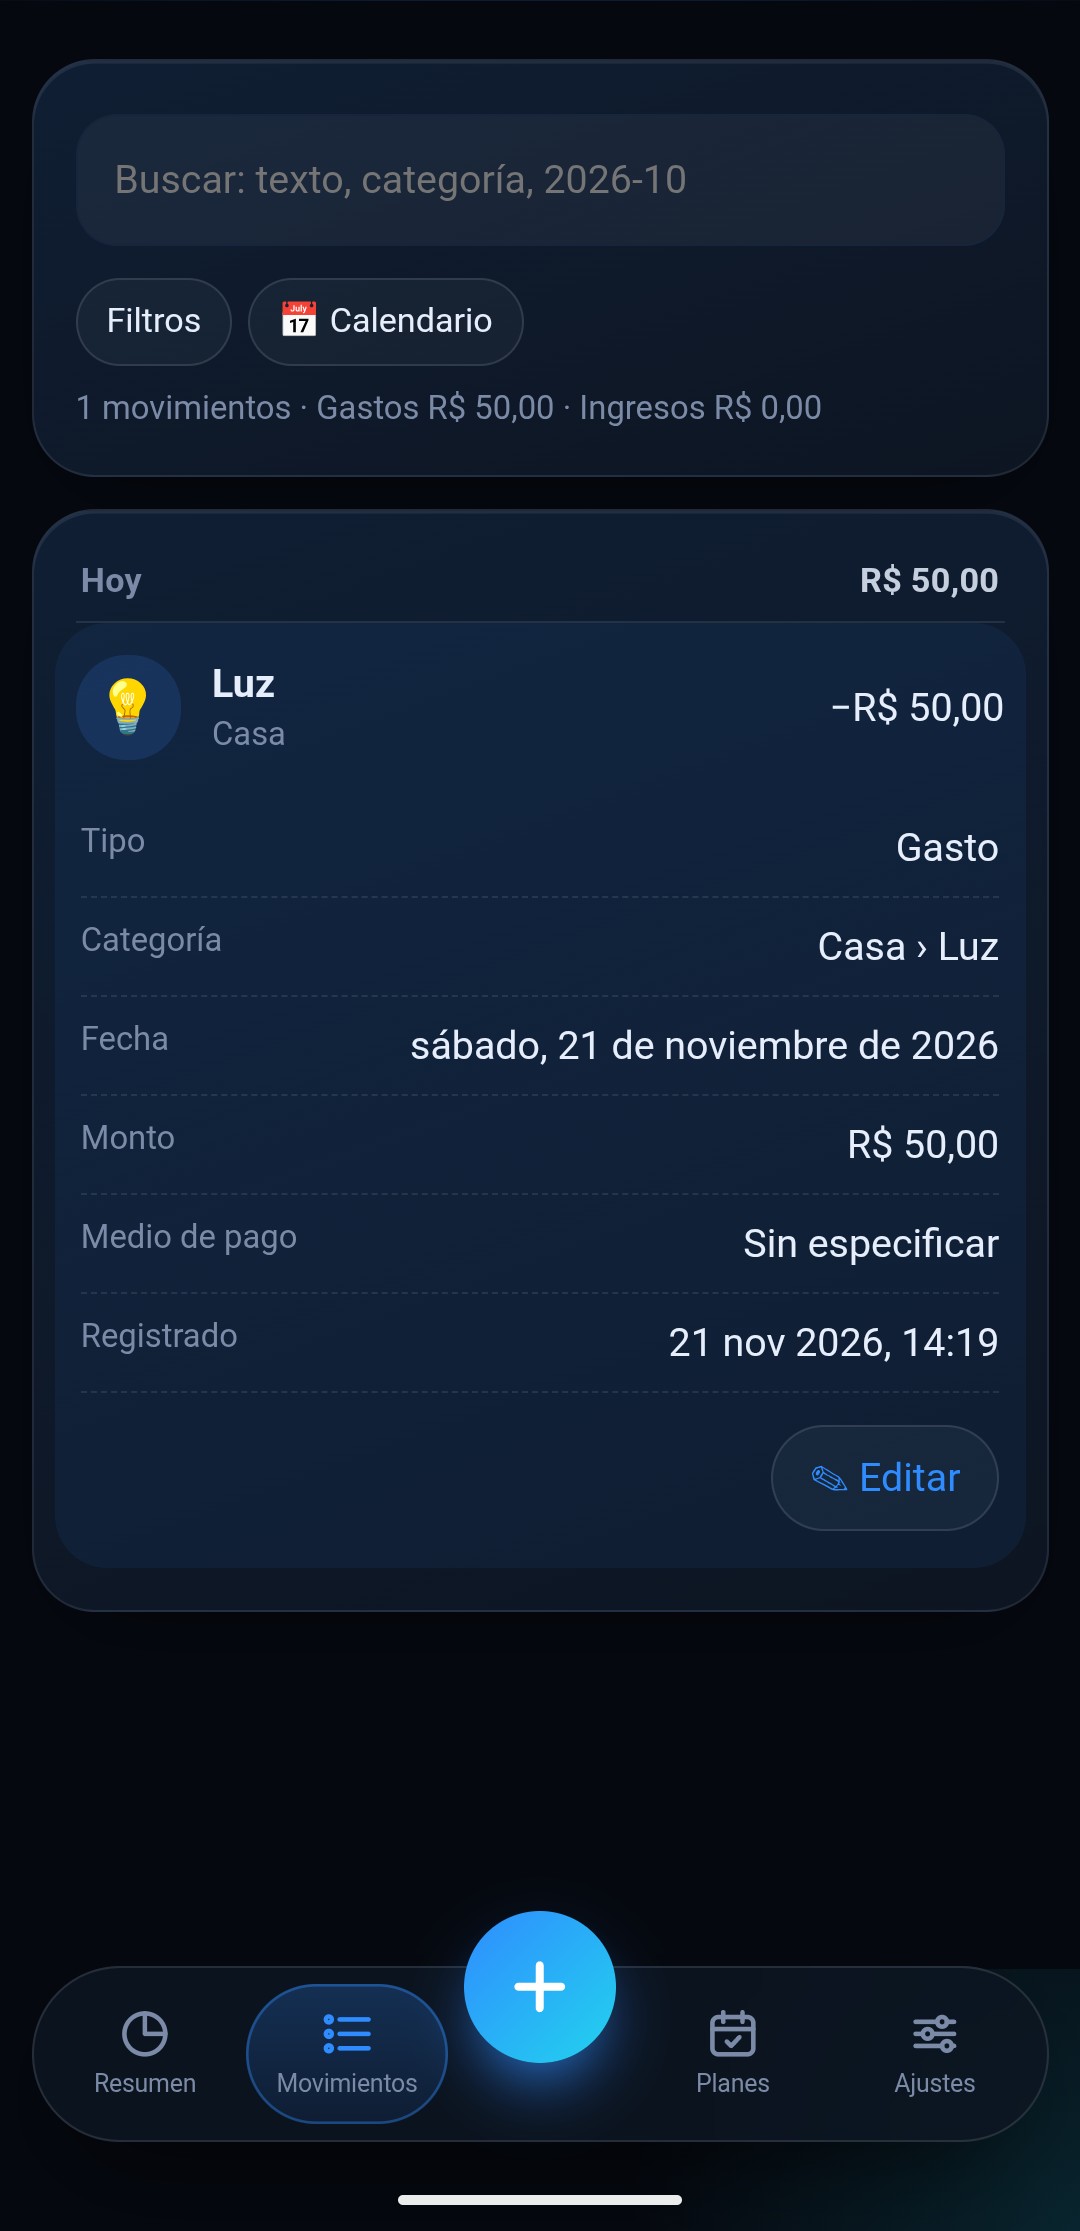 Buscar: texto, categoría, 2026-10
Filtros
📅 Calendario
1 movimientos · Gastos R$ 50,00 · Ingresos R$ 0,00
Hoy R$ 50,00
Luz
Casa
−R$ 50,00
Tipo Gasto
Categoría Casa › Luz
Fecha sábado, 21 de noviembre de 2026
Monto R$ 50,00
Medio de pago Sin especificar
Registrado 21 nov 2026, 14:19
✎ Editar
Resumen
Movimientos
Planes
Ajustes